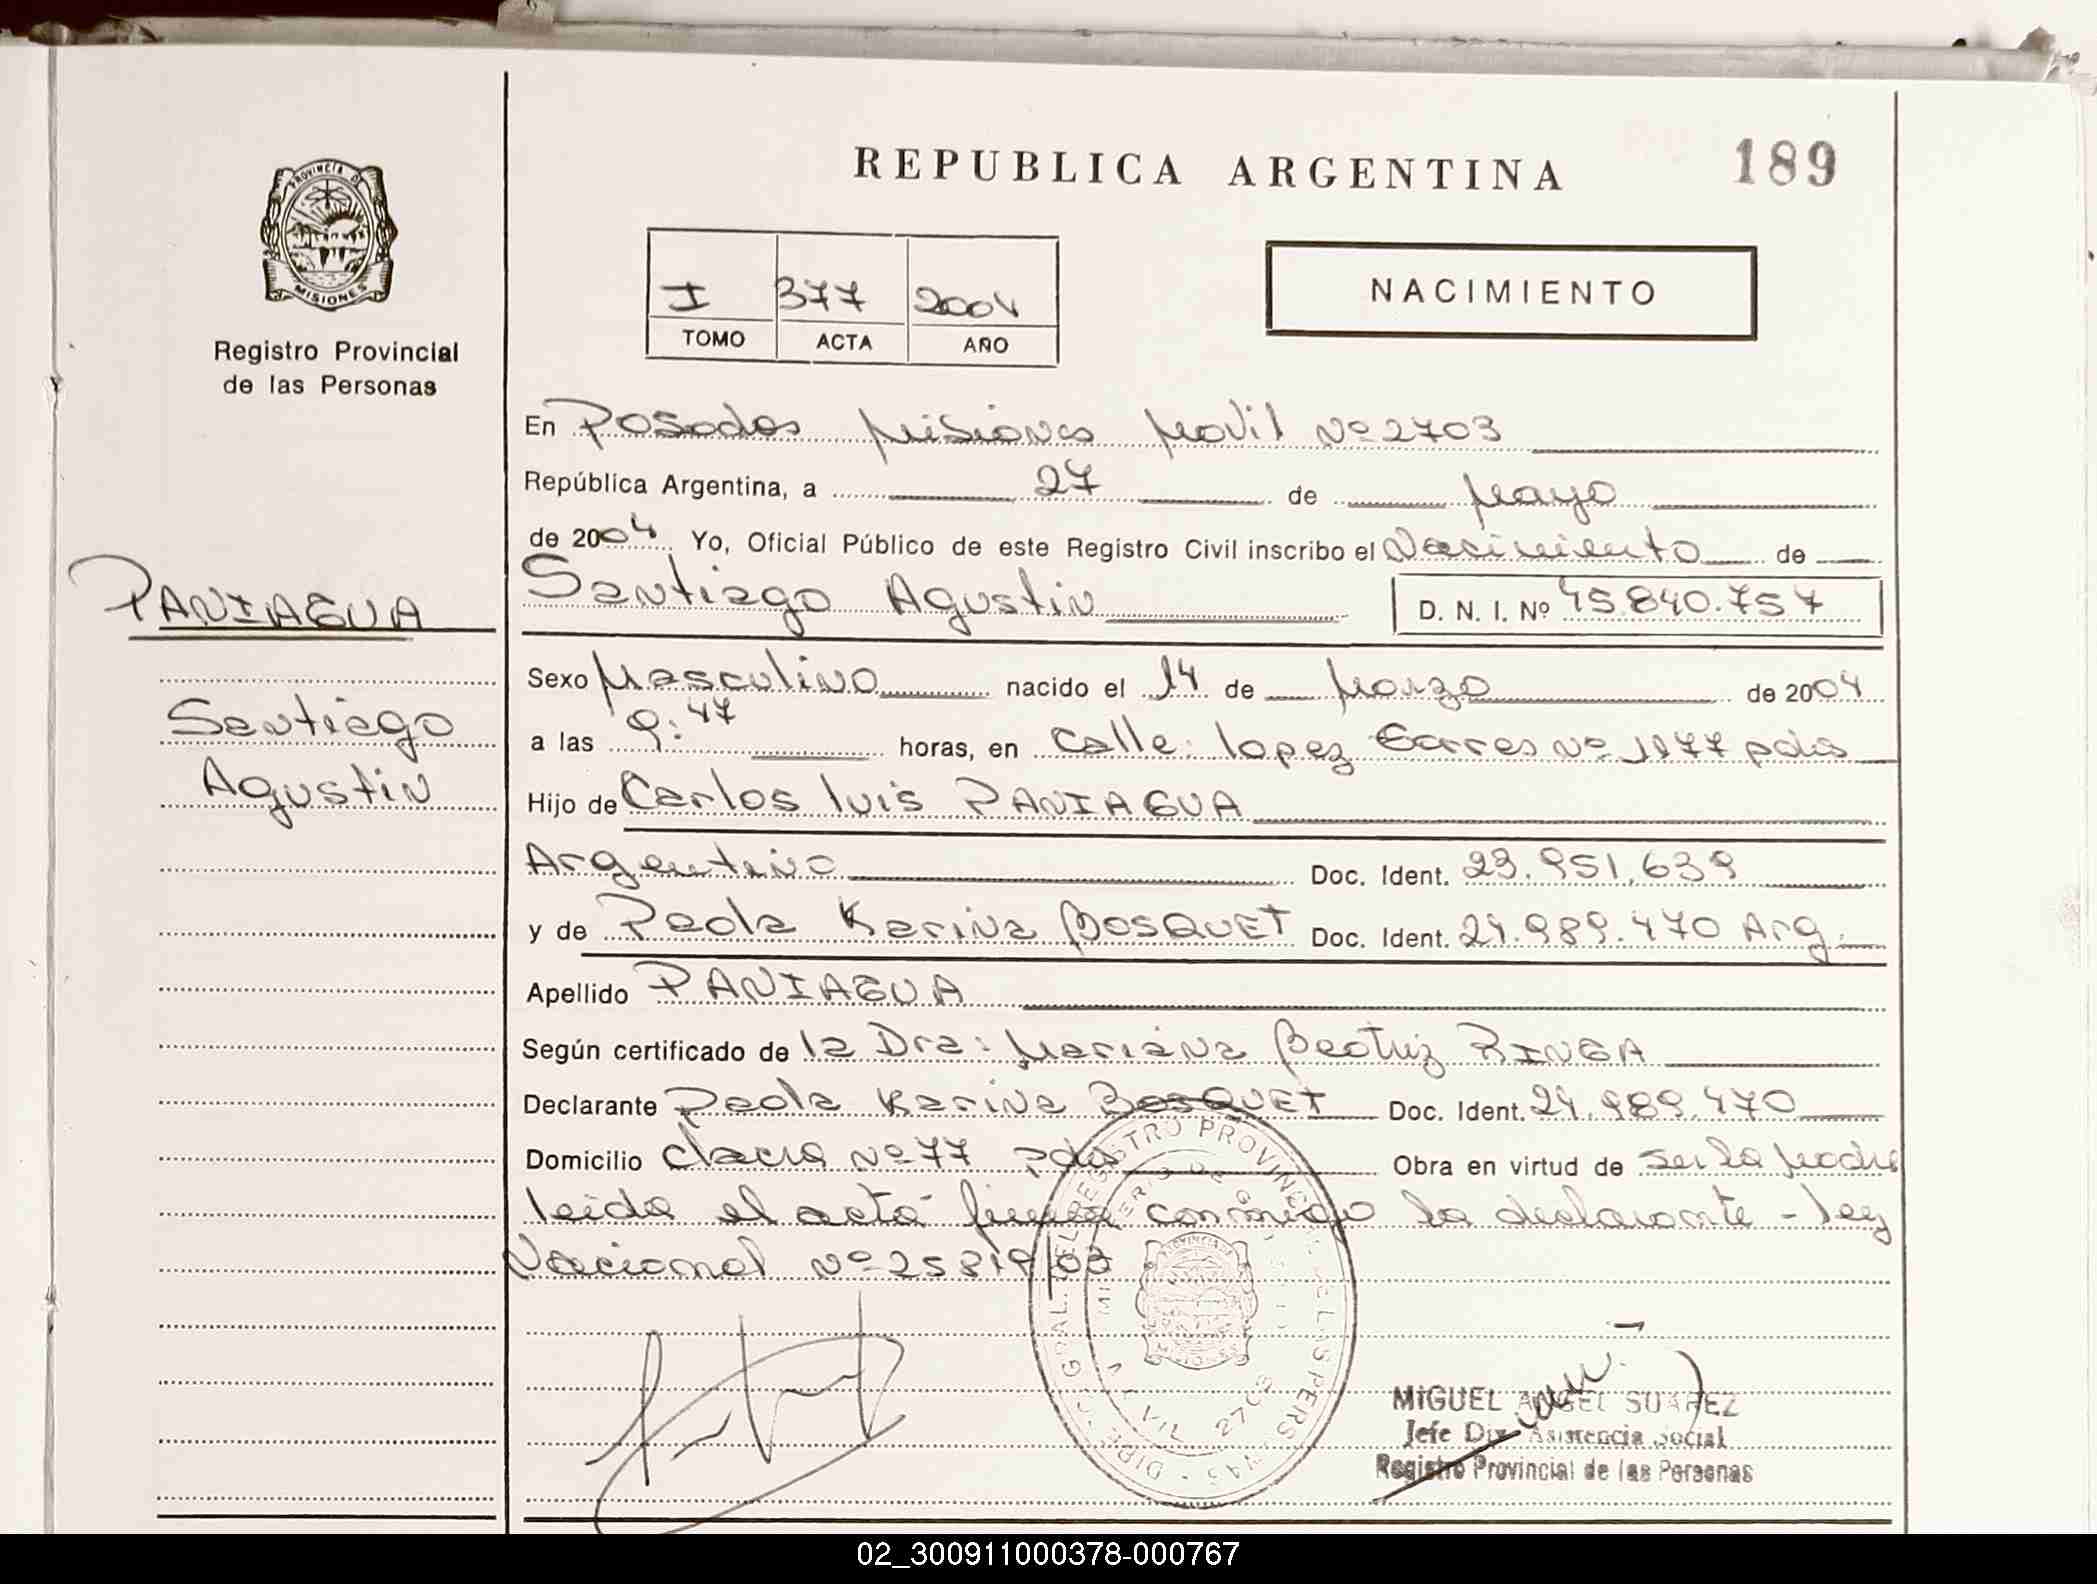 REPUBLICA ARGENTINA
189
PROVINCIA DE
MISIONES
Registro Provincial
de las Personas
I 377 2004
TOMO ACTA AÑO
NACIMIENTO
En Posadas Misiones Movil Nº 2703
República Argentina, a 27 de Mayo
de 2004 Yo, Oficial Público de este Registro Civil inscribo el Nacimiento de
PANIAGUA
Santiago Agustin
D. N. I. Nº 45.840.757
Sexo Masculino nacido el 14 de Marzo de 2004
Santiago
a las 9:47 horas, en Calle: lopez torres Nº 1977 pdas
Agustin
Hijo de Carlos luis PANIAGUA
Argentino Doc. Ident. 23.951.639
y de Paola Karina BOSQUET Doc. Ident. 24.989.470 Arg.
Apellido PANIAGUA
Según certificado de la Dra: Mariana Beatriz RINGA
Declarante Paola Karina BOSQUET Doc. Ident. 24.989.470
Domicilio chacra Nº 77 pdas Obra en virtud de ser la Madre
leida el acta firma conmigo la declarante - ley
Nacional Nº 25819/03
MIGUEL ANGEL SUAREZ
Jefe Dpto Asistencia Social
Registro Provincial de las Personas
02_300911000378-000767